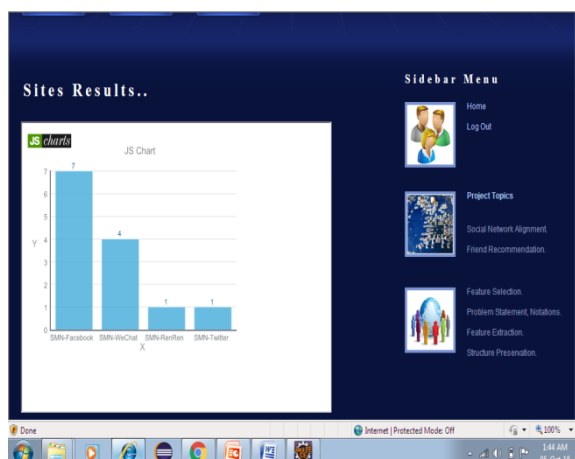 Sites Results..
JS charts
JS Chart
7
6
5
4
3
2
1
0
Y
7
4
1
1
SMN-Facebook SMN-WeChat SMN-RenRen SMN-Twitter
X
Sidebar Menu
Home
Log Out
Project Topics
Social Network Alignment.
Friend Recommendation.
Feature Selection.
Problem Statement, Notations.
Feature Extraction.
Structure Preservation.
Done
Internet | Protected Mode: Off
100%
1:44 AM